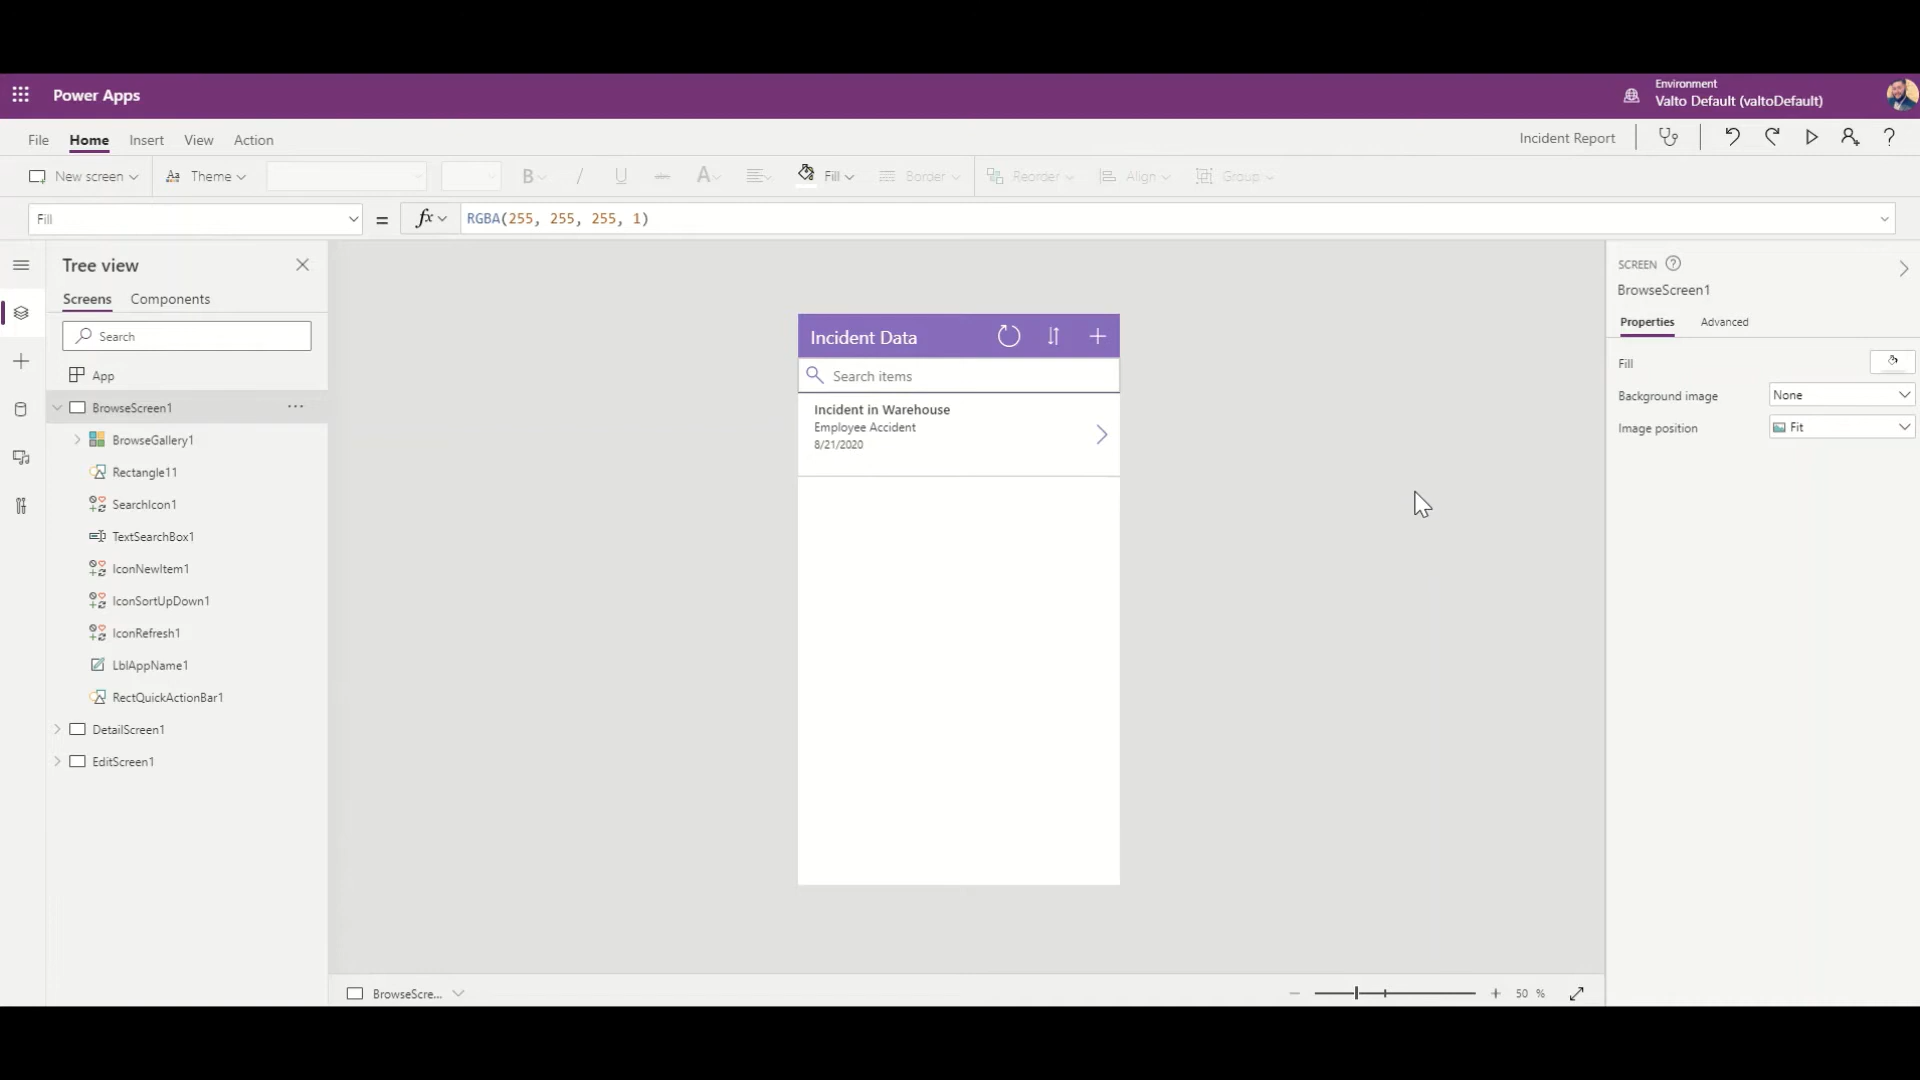 Power Apps
Environment
Valto Default (valtoDefault)
File Home Insert View Action
Incident Report
New screen Theme B / U A Fill Border Reorder Align Group
Fill = fx RGBA(255, 255, 255, 1)
Tree view
Screens Components
Search
App
BrowseScreen1
BrowseGallery1
Rectangle11
SearchIcon1
TextSearchBox1
IconNewItem1
IconSortUpDown1
IconRefresh1
LblAppName1
RectQuickActionBar1
DetailScreen1
EditScreen1
Incident Data
Search items
Incident in Warehouse
Employee Accident
8/21/2020
BrowseScre...
50 %
SCREEN
BrowseScreen1
Properties Advanced
Fill
Background image None
Image position Fit